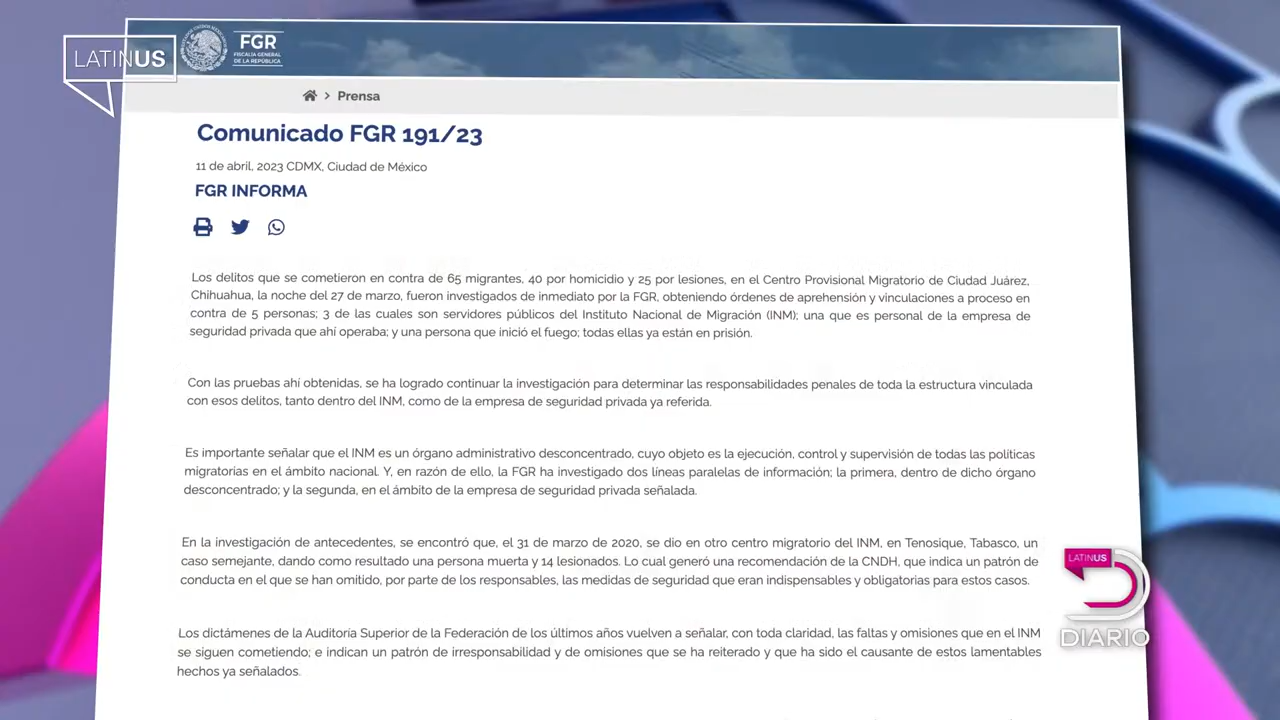 LATINUS
FGR
FISCALÍA GENERAL
DE LA REPÚBLICA
> Prensa
Comunicado FGR 191/23
11 de abril, 2023 CDMX, Ciudad de México
FGR INFORMA
Los delitos que se cometieron en contra de 65 migrantes, 40 por homicidio y 25 por lesiones, en el Centro Provisional Migratorio de Ciudad Juárez,
Chihuahua, la noche del 27 de marzo, fueron investigados de inmediato por la FGR, obteniendo órdenes de aprehensión y vinculaciones a proceso en
contra de 5 personas; 3 de las cuales son servidores públicos del Instituto Nacional de Migración (INM); una que es personal de la empresa de
seguridad privada que ahí operaba; y una persona que inició el fuego; todas ellas ya están en prisión.
Con las pruebas ahí obtenidas, se ha logrado continuar la investigación para determinar las responsabilidades penales de toda la estructura vinculada
con esos delitos, tanto dentro del INM, como de la empresa de seguridad privada ya referida.
Es importante señalar que el INM es un órgano administrativo desconcentrado, cuyo objeto es la ejecución, control y supervisión de todas las políticas
migratorias en el ámbito nacional. Y, en razón de ello, la FGR ha investigado dos líneas paralelas de información; la primera, dentro de dicho órgano
desconcentrado; y la segunda, en el ámbito de la empresa de seguridad privada señalada.
En la investigación de antecedentes, se encontró que, el 31 de marzo de 2020, se dio en otro centro migratorio del INM, en Tenosique, Tabasco, un
caso semejante, dando como resultado una persona muerta y 14 lesionados. Lo cual generó una recomendación de la CNDH, que indica un patrón de
conducta en el que se han omitido, por parte de los responsables, las medidas de seguridad que eran indispensables y obligatorias para estos casos.
Los dictámenes de la Auditoría Superior de la Federación de los últimos años vuelven a señalar, con toda claridad, las faltas y omisiones que en el INM
se siguen cometiendo; e indican un patrón de irresponsabilidad y de omisiones que se ha reiterado y que ha sido el causante de estos lamentables
hechos ya señalados.
LATINUS
D
DIARIO